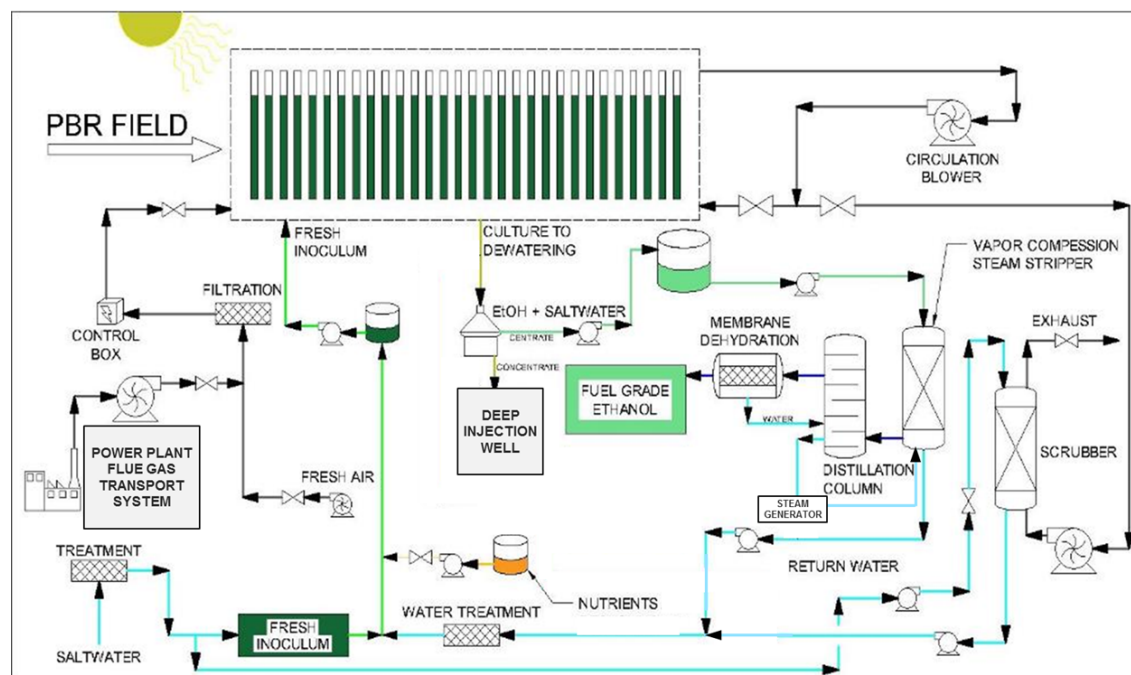 PBR FIELD
CIRCULATION
BLOWER
FRESH
INOCULUM
CULTURE TO
DEWATERING
VAPOR COMPESSION
STEAM STRIPPER
FILTRATION
EtOH + SALTWATER
CENTRATE
MEMBRANE
DEHYDRATION
EXHAUST
CONTROL
BOX
CONCENTRATE
FUEL GRADE
ETHANOL
WATER
DEEP
INJECTION
WELL
POWER PLANT
FLUE GAS
TRANSPORT
SYSTEM
SCRUBBER
DISTILLATION
COLUMN
FRESH AIR
STEAM
GENERATOR
TREATMENT
RETURN WATER
NUTRIENTS
WATER TREATMENT
FRESH
INOCULUM
SALTWATER